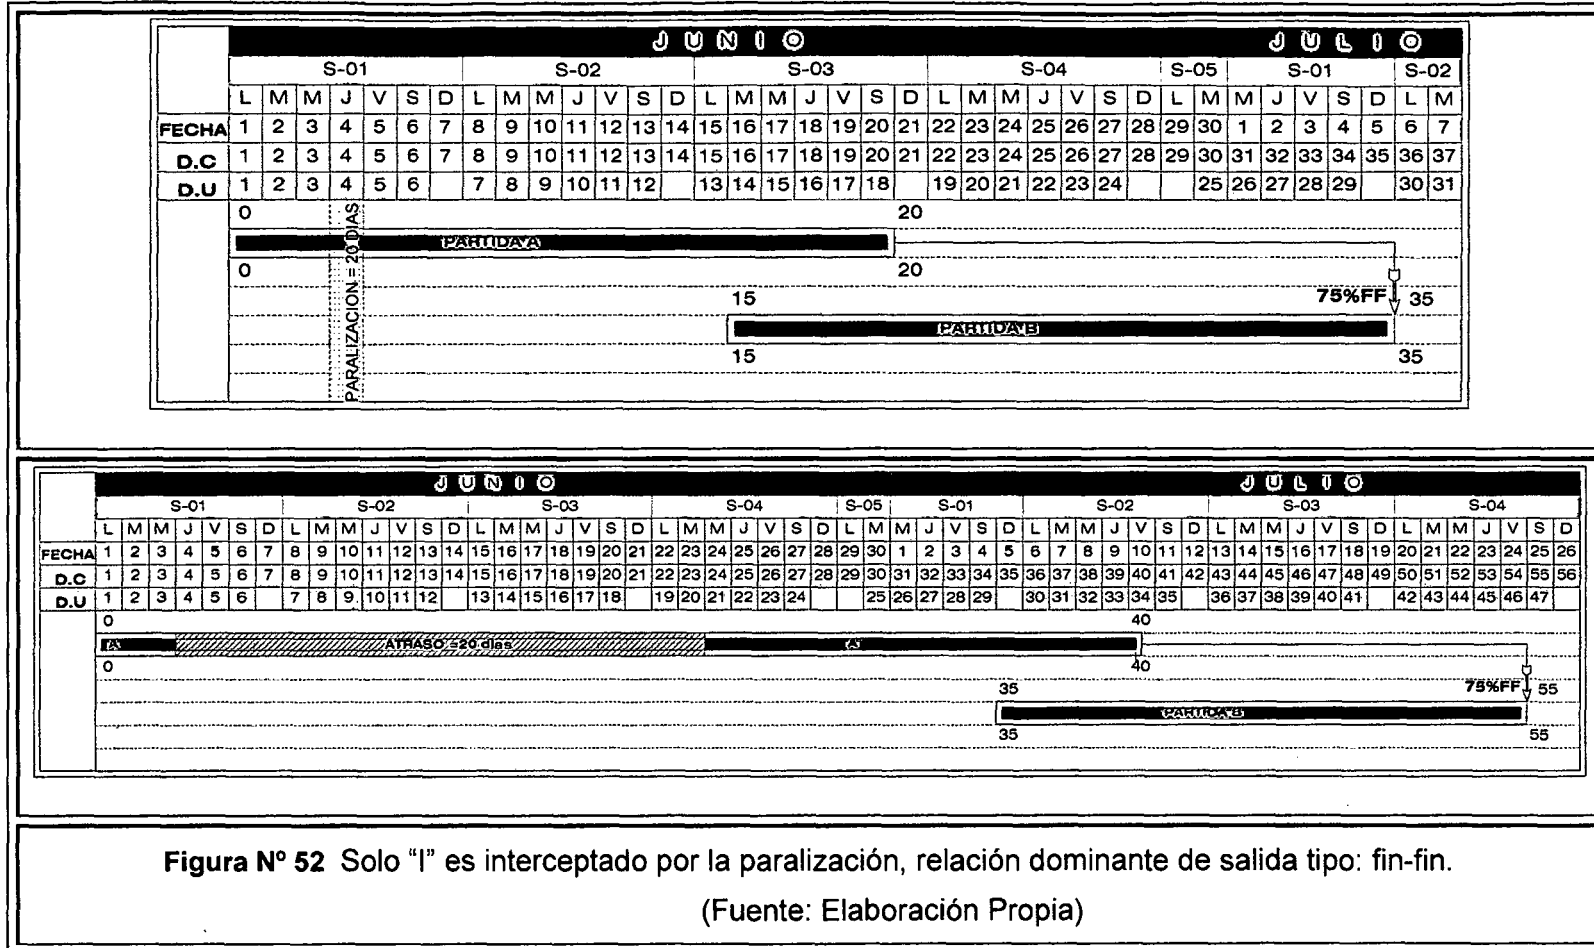 JUNIO JULIO
S-01 S-02 S-03 S-04 S-05 S-01 S-02
L M M J V S D L M M J V S D L M M J V S D L M M J V S D L M M J V S D L M
FECHA 1 2 3 4 5 6 7 8 9 10 11 12 13 14 15 16 17 18 19 20 21 22 23 24 25 26 27 28 29 30 1 2 3 4 5 6 7
D.C 1 2 3 4 5 6 7 8 9 10 11 12 13 14 15 16 17 18 19 20 21 22 23 24 25 26 27 28 29 30 31 32 33 34 35 36 37
D.U 1 2 3 4 5 6 7 8 9 10 11 12 13 14 15 16 17 18 19 20 21 22 23 24 25 26 27 28 29 30 31
0 20
PARTIDA A
0 20
PARALIZACION = 20 DIAS
15 75%FF 35
PARTIDA B
15 35
JUNIO JULIO
S-01 S-02 S-03 S-04 S-05 S-01 S-02 S-03 S-04
L M M J V S D L M M J V S D L M M J V S D L M M J V S D L M M J V S D L M M J V S D L M M J V S D L M M J V S D
FECHA 1 2 3 4 5 6 7 8 9 10 11 12 13 14 15 16 17 18 19 20 21 22 23 24 25 26 27 28 29 30 1 2 3 4 5 6 7 8 9 10 11 12 13 14 15 16 17 18 19 20 21 22 23 24 25 26
D.C 1 2 3 4 5 6 7 8 9 10 11 12 13 14 15 16 17 18 19 20 21 22 23 24 25 26 27 28 29 30 31 32 33 34 35 36 37 38 39 40 41 42 43 44 45 46 47 48 49 50 51 52 53 54 55 56
D.U 1 2 3 4 5 6 7 8 9 10 11 12 13 14 15 16 17 18 19 20 21 22 23 24 25 26 27 28 29 30 31 32 33 34 35 36 37 38 39 40 41 42 43 44 45 46 47
0 40
A ATRASO =20 dias A
0 40
35 75%FF 55
PARTIDA B
35 55
Figura Nº 52 Solo "I" es interceptado por la paralización, relación dominante de salida tipo: fin-fin.
(Fuente: Elaboración Propia)